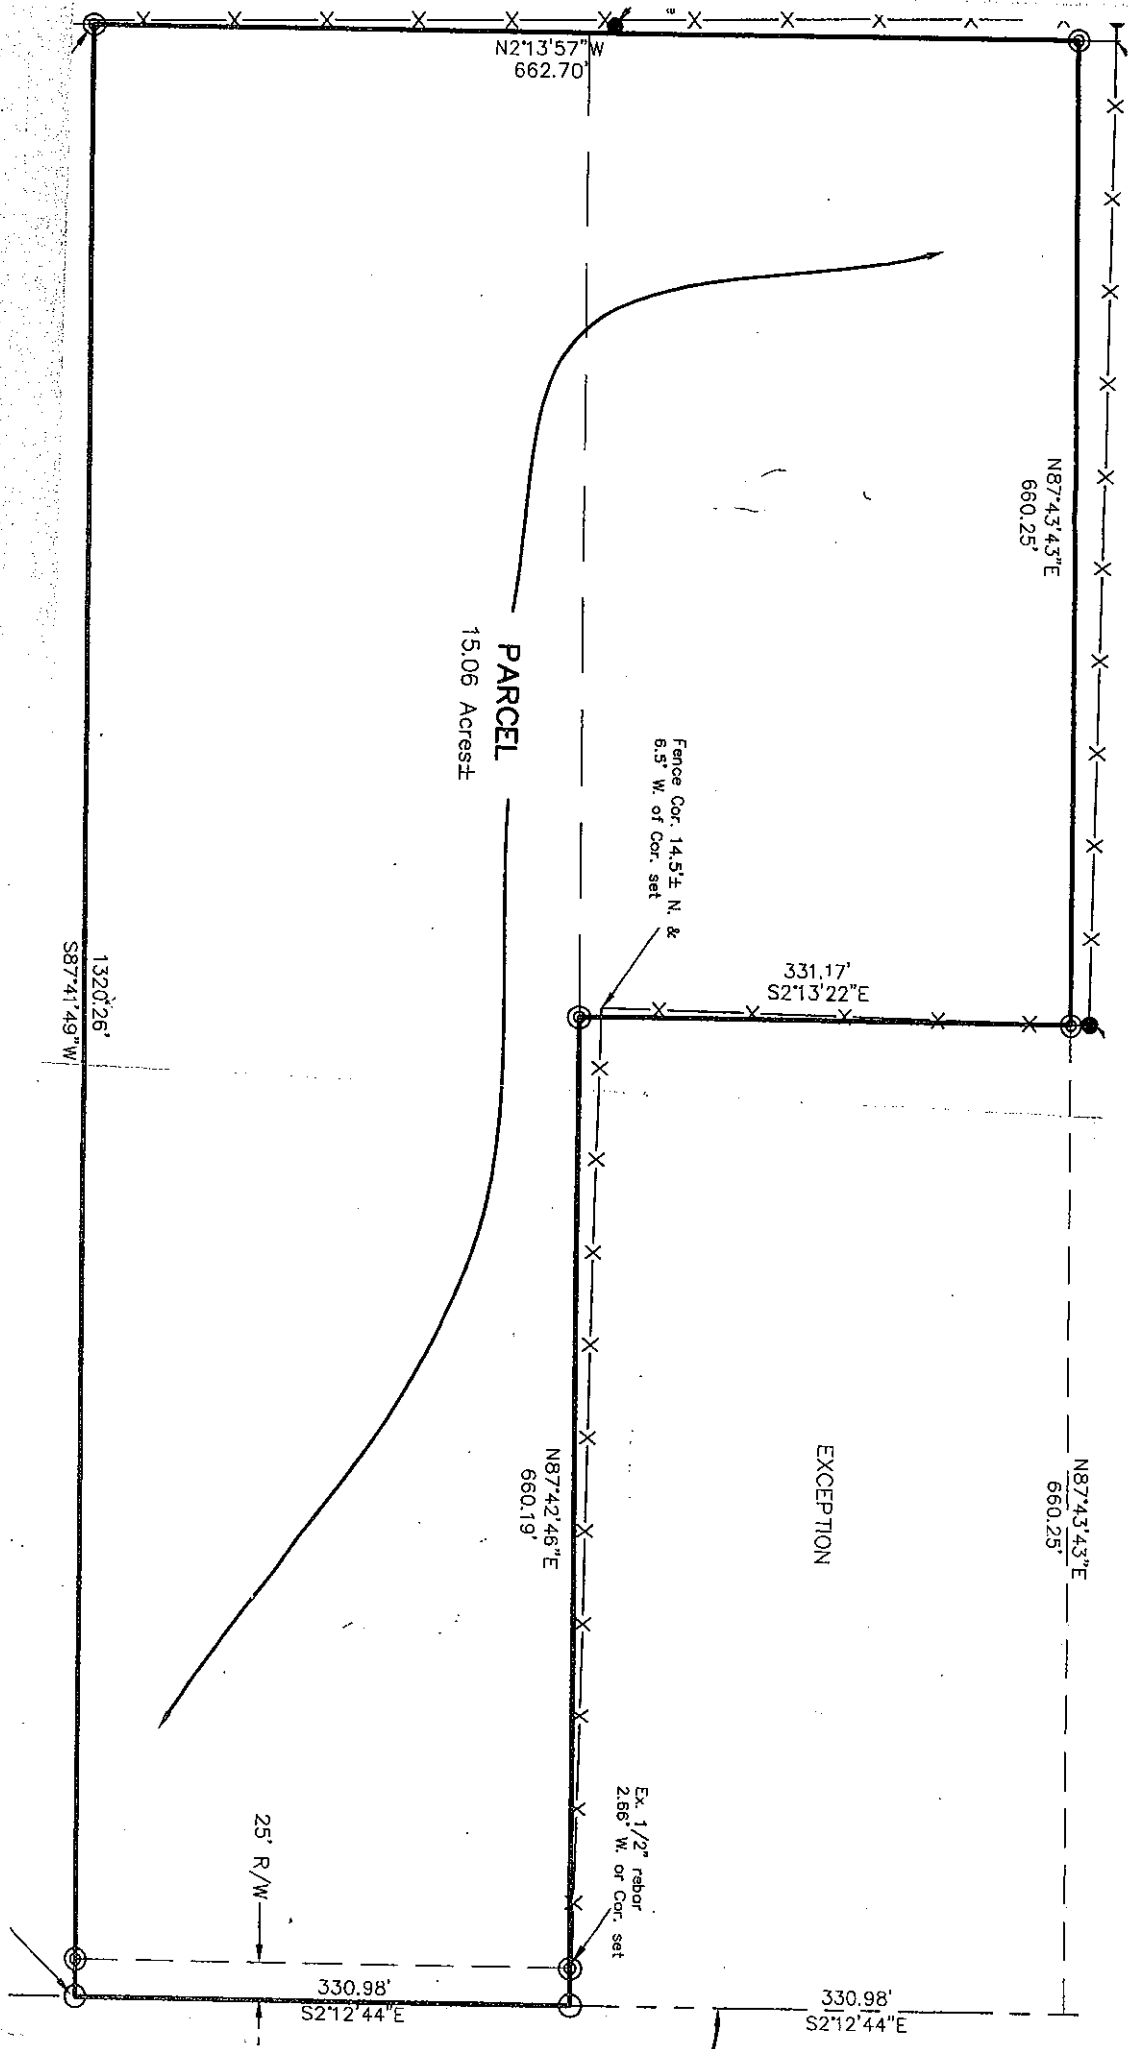 N2°13'57"W
662.70'
N87°43'43"E
660.25'
PARCEL
15.06 Acres±
Fence Cor. 14.5'± N. &
6.5' W. of Cor. set
331.17'
S2°13'22"E
1320.26'
S87°41'49"W
N87°42'46"E
660.19'
EXCEPTION
N87°43'43"E
660.25'
Ex. 1/2" rebar
2.66' W. or Cor. set
25' R/W
330.98'
S2°12'44"E
330.98'
S2°12'44"E